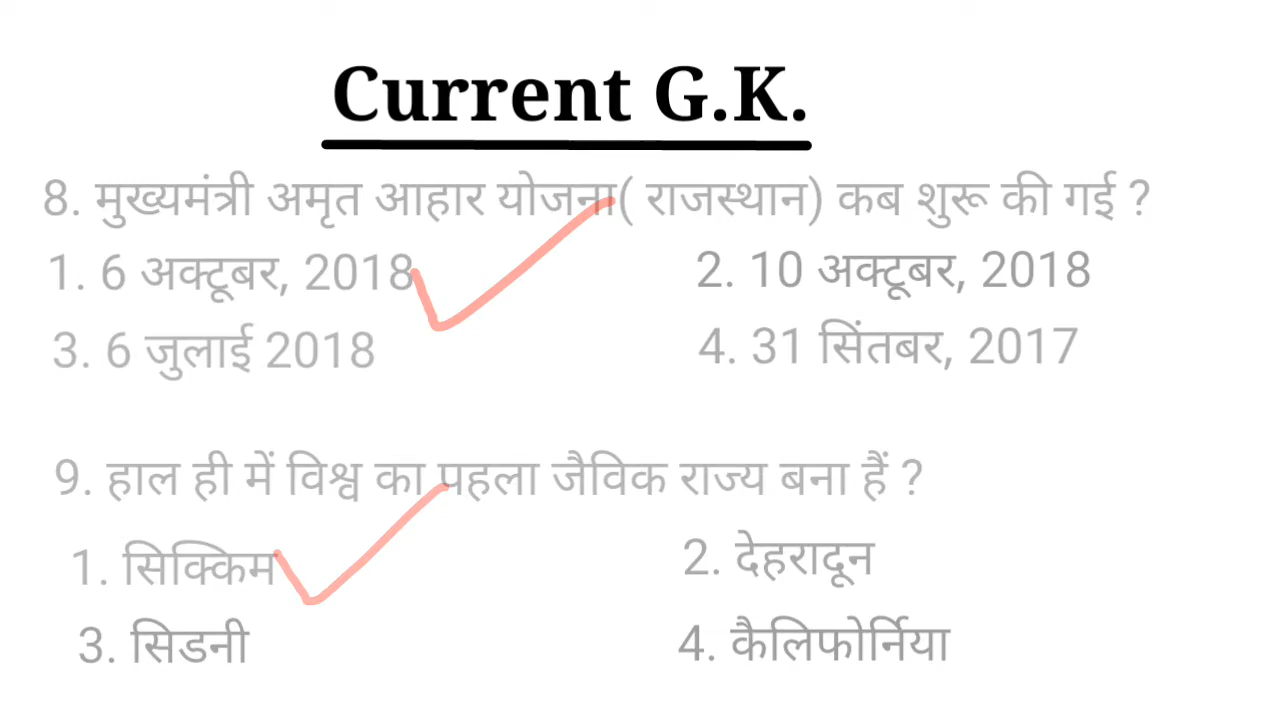 Current G.K.
8. मुख्यमंत्री अमृत आहार योजना( राजस्थान) कब शुरू की गई ?
1. 6 अक्टूबर, 2018 2. 10 अक्टूबर, 2018
3. 6 जुलाई 2018 4. 31 सिंतबर, 2017
9. हाल ही में विश्व का पहला जैविक राज्य बना हैं ?
1. सिक्किम 2. देहरादून
3. सिडनी 4. कैलिफोर्निया